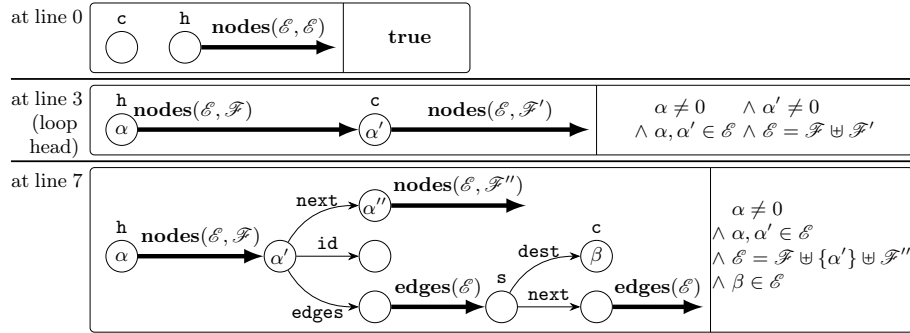 at line 0
c h
nodes(ℰ, ℰ)
true
at line 3
(loop
head)
h c
nodes(ℰ, ℱ) nodes(ℰ, ℱ′)
α α′
α ≠ 0 ∧ α′ ≠ 0
∧ α, α′ ∈ ℰ ∧ ℰ = ℱ ⊎ ℱ′
at line 7
next α″ nodes(ℰ, ℱ″)
h nodes(ℰ, ℱ) id dest c
α α′ β
edges edges(ℰ) s next edges(ℰ)
α ≠ 0
∧ α, α′ ∈ ℰ
∧ ℰ = ℱ ⊎ {α′} ⊎ ℱ″
∧ β ∈ ℰ